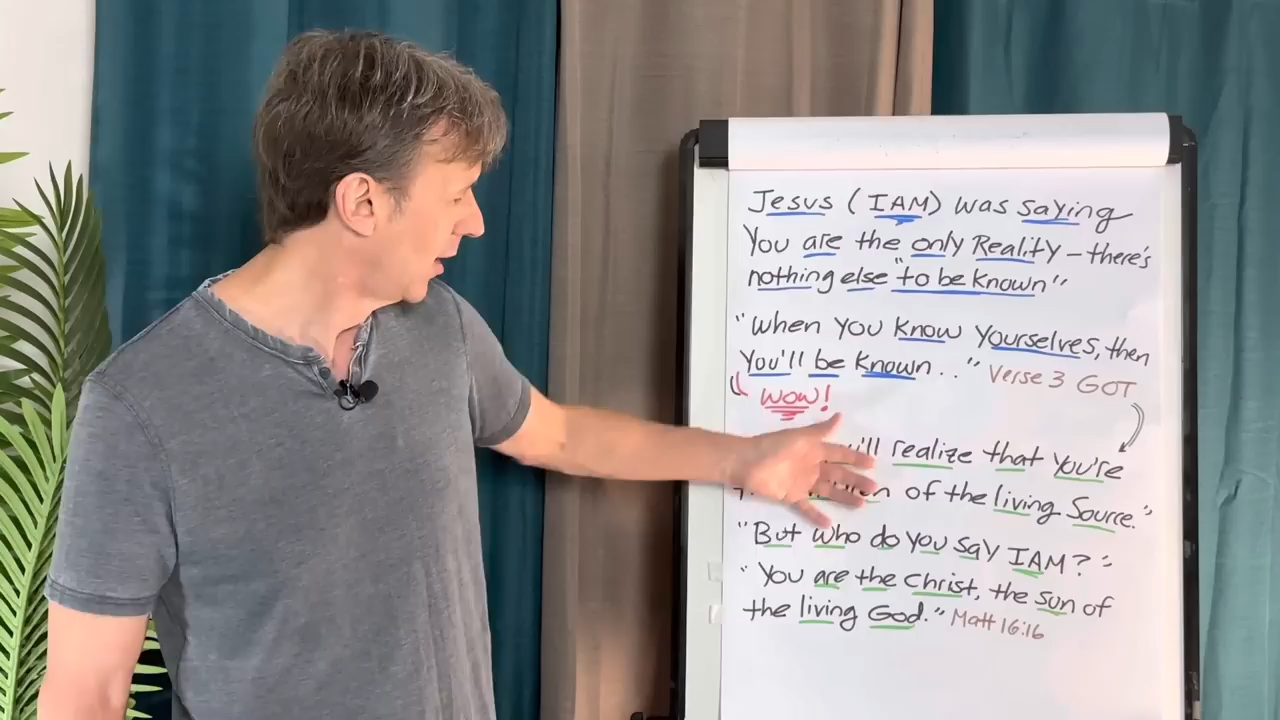 Jesus (IAM) was saying
You are the only Reality – there's
nothing else "to be known"
"When you know yourselves, then
you'll be known . ." Verse 3 GOT
WOW!
'll realize that you're
of the living Source."
"But who do you say IAM?"
"You are the Christ, the sun of
the living God." Matt 16:16